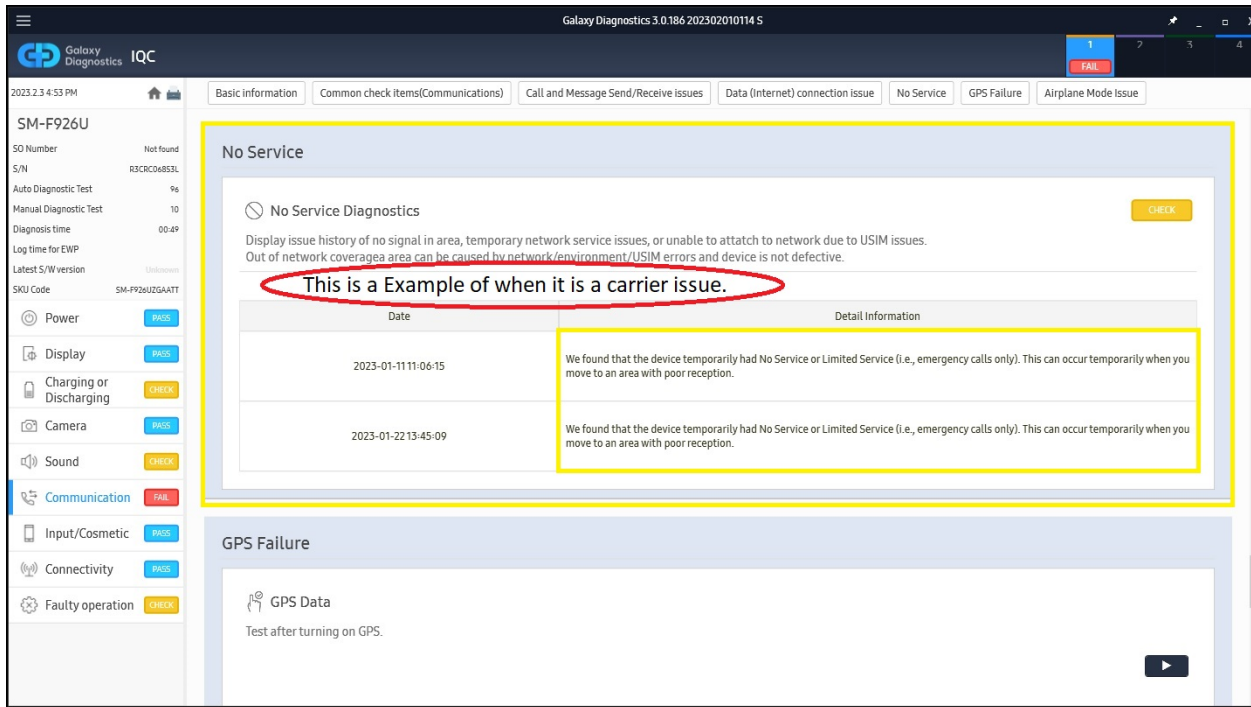 Galaxy Diagnostics 3.0.186 202302010114 S
Galaxy
Diagnostics IQC
1 2 3 4
FAIL
2023.2.3 4:53 PM
Basic information Common check items(Communications) Call and Message Send/Receive issues Data (Internet) connection issue No Service GPS Failure Airplane Mode Issue
SM-F926U
SO Number Not found
S/N R3CRC06853L
Auto Diagnostic Test 96
Manual Diagnostic Test 10
Diagnosis time 00:49
Log time for EWP
Latest S/W version Unknown
SKU Code SM-F926UZGAATT
Power PASS
Display PASS
Charging or
Discharging CHECK
Camera PASS
Sound CHECK
Communication FAIL
Input/Cosmetic PASS
Connectivity PASS
Faulty operation CHECK
No Service
No Service Diagnostics CHECK
Display issue history of no signal in area, temporary network service issues, or unable to attatch to network due to USIM issues.
Out of network coveragea area can be caused by network/environment/USIM errors and device is not defective.
This is a Example of when it is a carrier issue.
Date Detail Information
2023-01-11 11:06:15 We found that the device temporarily had No Service or Limited Service (i.e., emergency calls only). This can occur temporarily when you
move to an area with poor reception.
2023-01-22 13:45:09 We found that the device temporarily had No Service or Limited Service (i.e., emergency calls only). This can occur temporarily when you
move to an area with poor reception.
GPS Failure
GPS Data
Test after turning on GPS.